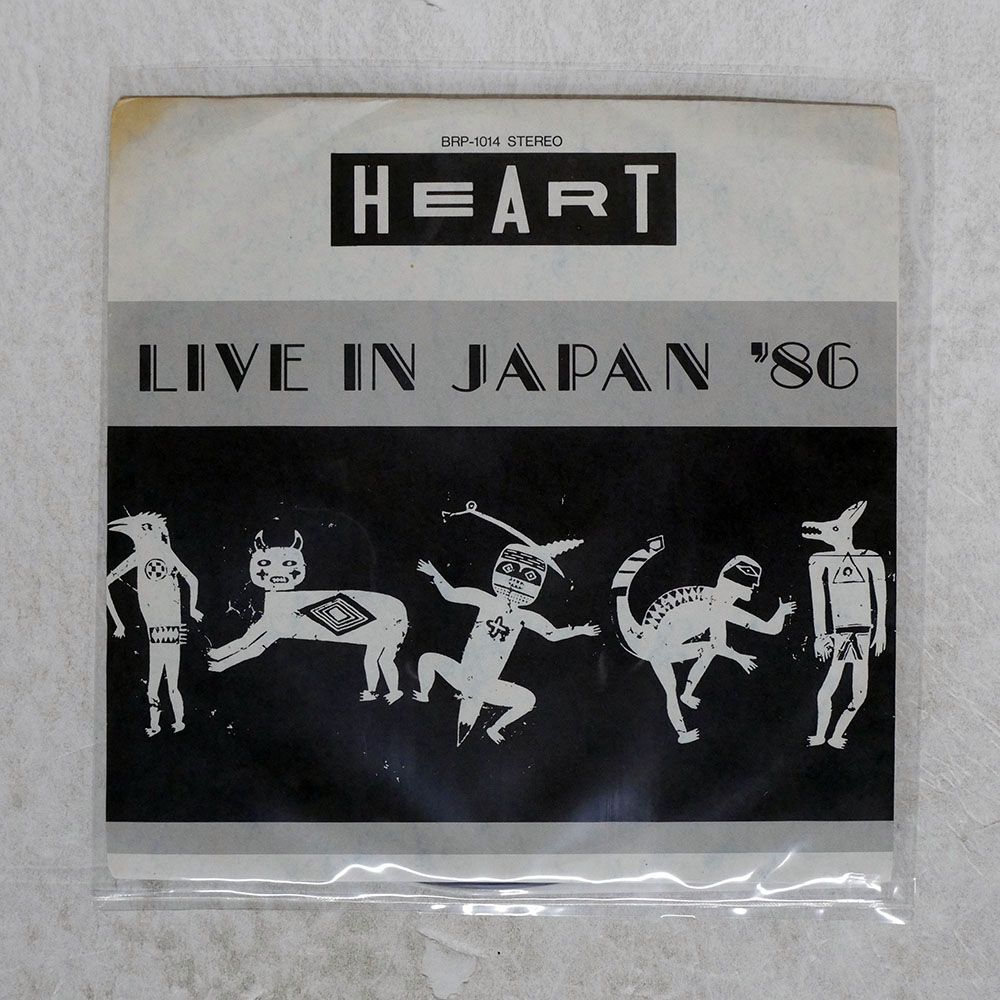 BRP-1014 STEREO
HEART
LIVE IN JAPAN '86